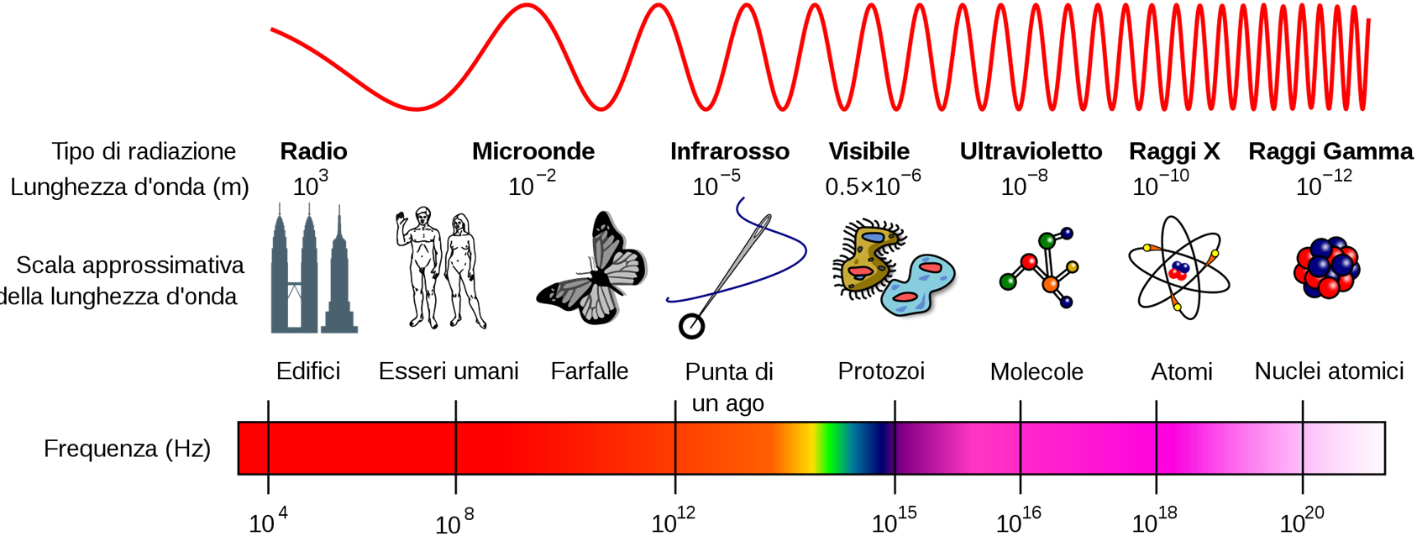 Tipo di radiazione Radio Microonde Infrarosso Visibile Ultravioletto Raggi X Raggi Gamma
Lunghezza d'onda (m) 10³ 10⁻² 10⁻⁵ 0.5×10⁻⁶ 10⁻⁸ 10⁻¹⁰ 10⁻¹²
Scala approssimativa
della lunghezza d'onda
Edifici Esseri umani Farfalle Punta di Protozoi Molecole Atomi Nuclei atomici
un ago
Frequenza (Hz)
10⁴ 10⁸ 10¹² 10¹⁵ 10¹⁶ 10¹⁸ 10²⁰